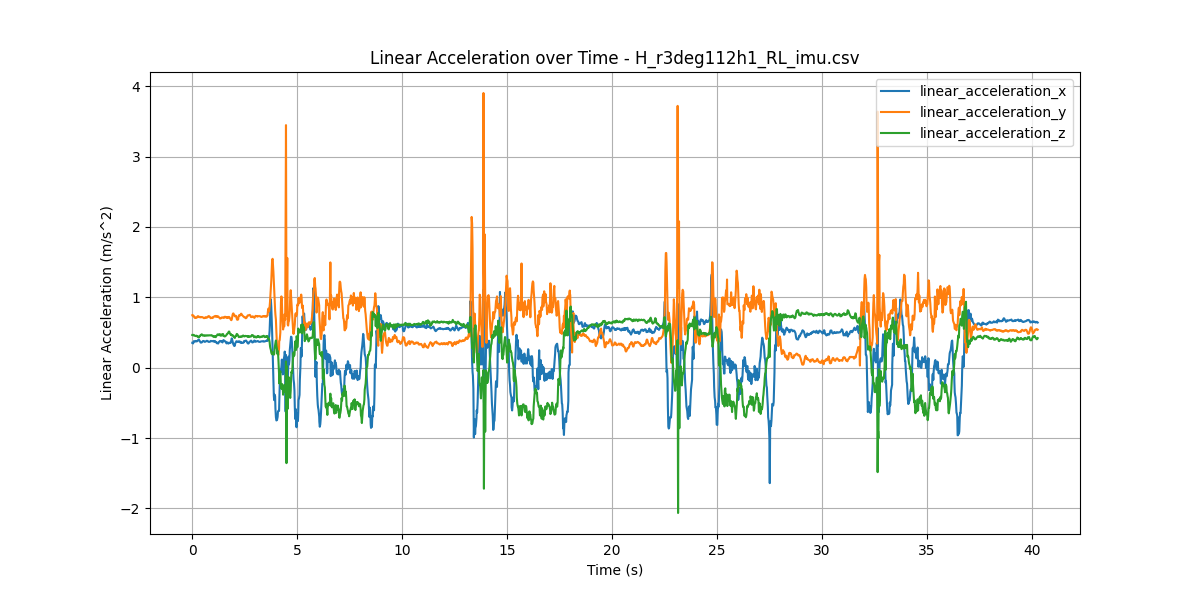 Linear Acceleration over Time - H_r3deg112h1_RL_imu.csv
linear_acceleration_x
linear_acceleration_y
linear_acceleration_z
Linear Acceleration (m/s^2)
4
3
2
1
0
−1
−2
0 5 10 15 20 25 30 35 40
Time (s)